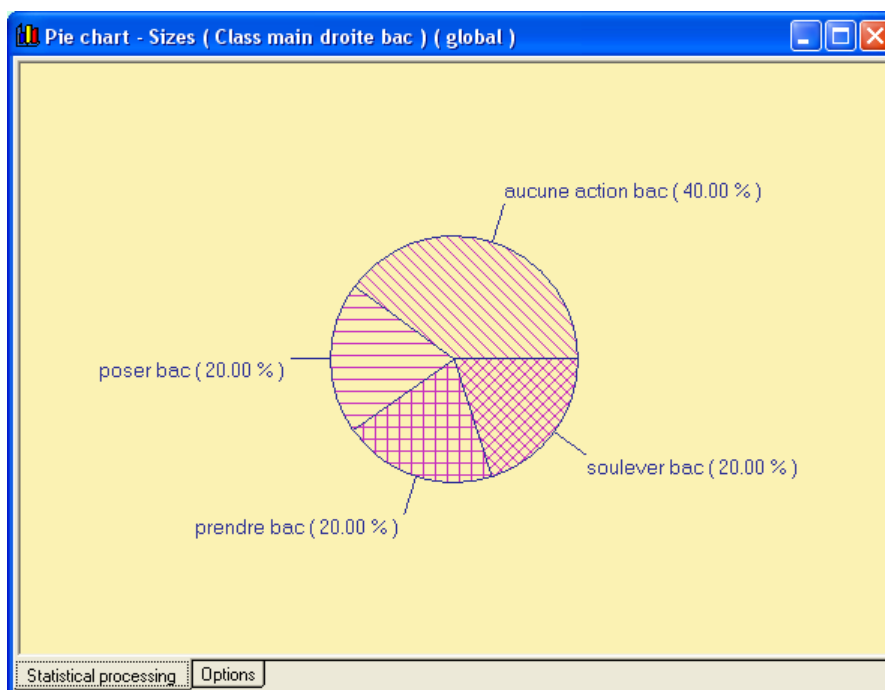 Pie chart - Sizes ( Class main droite bac ) ( global )
aucune action bac ( 40.00 % )
poser bac ( 20.00 % )
soulever bac ( 20.00 % )
prendre bac ( 20.00 % )
Statistical processing
Options